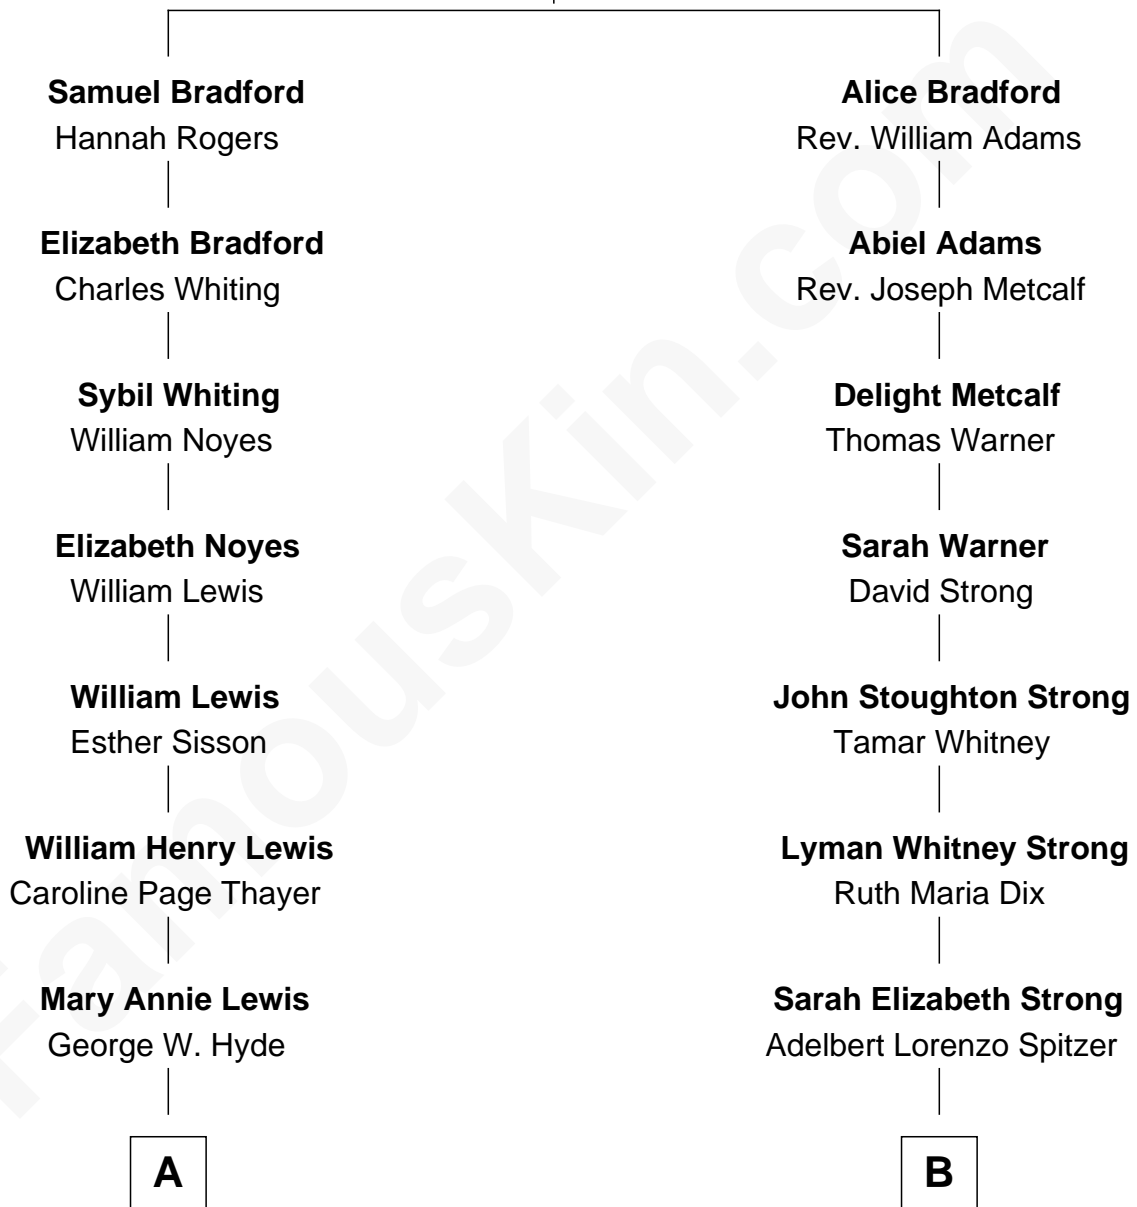 Samuel Bradford
Hannah Rogers
Alice Bradford
Rev. William Adams
Elizabeth Bradford
Charles Whiting
Abiel Adams
Rev. Joseph Metcalf
Sybil Whiting
William Noyes
Delight Metcalf
Thomas Warner
Elizabeth Noyes
William Lewis
Sarah Warner
David Strong
William Lewis
Esther Sisson
John Stoughton Strong
Tamar Whitney
William Henry Lewis
Caroline Page Thayer
Lyman Whitney Strong
Ruth Maria Dix
Mary Annie Lewis
George W. Hyde
Sarah Elizabeth Strong
Adelbert Lorenzo Spitzer
A
B
FamousKin.com